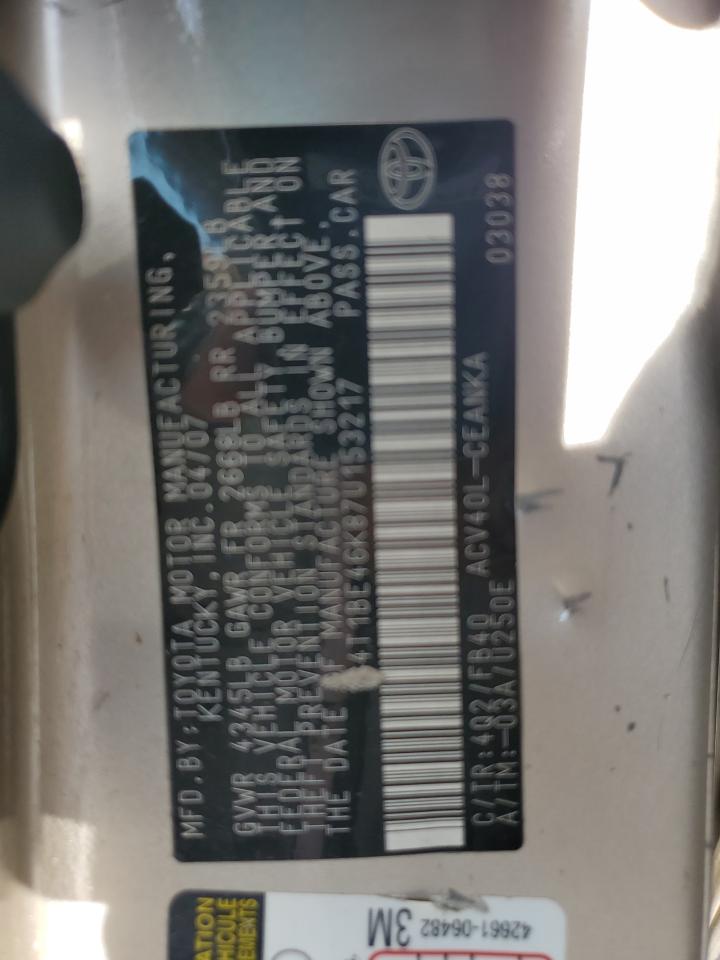 MFD.BY:TOYOTA MOTOR MANUFACTURING,
KENTUCKY, INC. 04/07
GVWR 4345LB GAWR FR 2668LB RR 2359LB
THIS VEHICLE CONFORMS TO ALL APPLICABLE
FEDERAL MOTOR VEHICLE SAFETY, BUMPER, AND
THEFT PREVENTION STANDARDS IN EFFECT ON
THE DATE OF MANUFACTURE SHOWN ABOVE.
4T1BE46K87U153217 PASS.CAR
C/TR:4Q2/FB40 ACV40L-CEANKA
A/TM:-03A/U250E 03038
42661-06482
3M